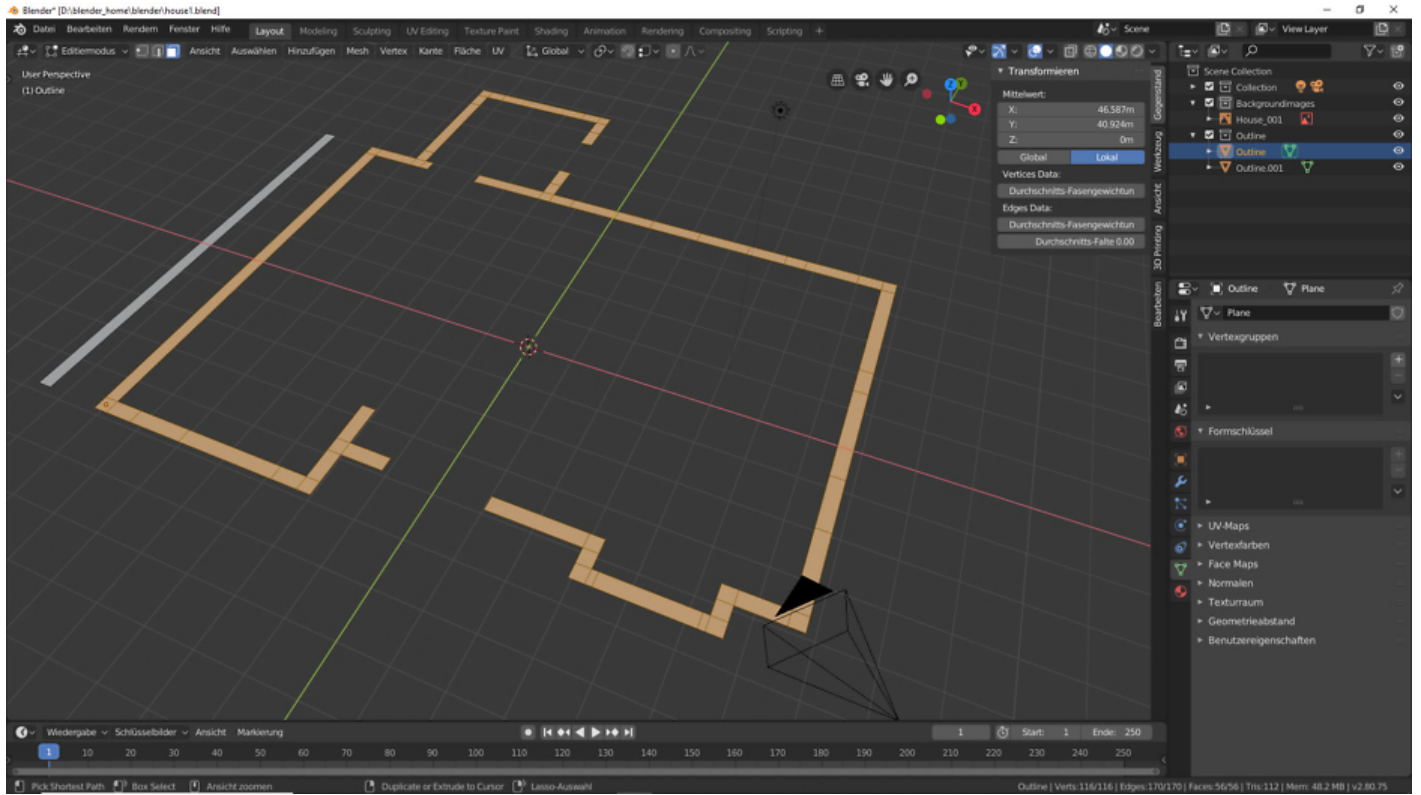 Blender* [D:\blender_home\blender\house1.blend]
Datei Bearbeiten Rendern Fenster Hilfe Layout Modeling Sculpting UV Editing Texture Paint Shading Animation Rendering Compositing Scripting + Scene View Layer
Editiermodus Ansicht Auswählen Hinzufügen Mesh Vertex Kante Fläche UV Global
User Perspective
(1) Outline
Z Y X
Transformieren
Mittelwert:
X: 46.587m
Y: 40.924m
Z: 0m
Global Lokal
Vertices Data:
Durchschnitts-Fasengewichtun
Edges Data:
Durchschnitts-Fasengewichtun
Durchschnitts-Falte 0.00
Gegenstand
Werkzeug
Ansicht
3D Printing
Bearbeiten
Scene Collection
Collection
Backgroundimages
House_001
Outline
Outline
Outline.001
Outline Plane
Plane
Vertexgruppen
Formschlüssel
UV-Maps
Vertexfarben
Face Maps
Normalen
Texturraum
Geometrieabstand
Benutzereigenschaften
Wiedergabe Schlüsselbilder Ansicht Markierung 1 Start: 1 Ende: 250
1 10 20 30 40 50 60 70 80 90 100 110 120 130 140 150 160 170 180 190 200 210 220 230 240 250
Pick Shortest Path Box Select Ansicht zoomen Duplicate or Extrude to Cursor Lasso-Auswahl Outline | Verts:116/116 | Edges:170/170 | Faces:56/56 | Tris:112 | Mem: 48.2 MB | v2.80.75